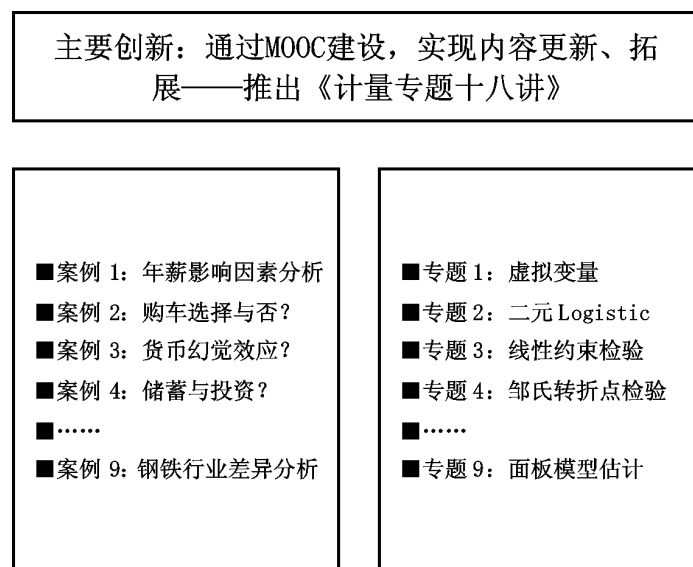 主要创新：通过MOOC建设，实现内容更新、拓
展——推出《计量专题十八讲》
■案例 1：年薪影响因素分析
■案例 2：购车选择与否？
■案例 3：货币幻觉效应？
■案例 4：储蓄与投资？
■……
■案例 9：钢铁行业差异分析
■专题 1：虚拟变量
■专题 2：二元 Logistic
■专题 3：线性约束检验
■专题 4：邹氏转折点检验
■……
■专题 9：面板模型估计